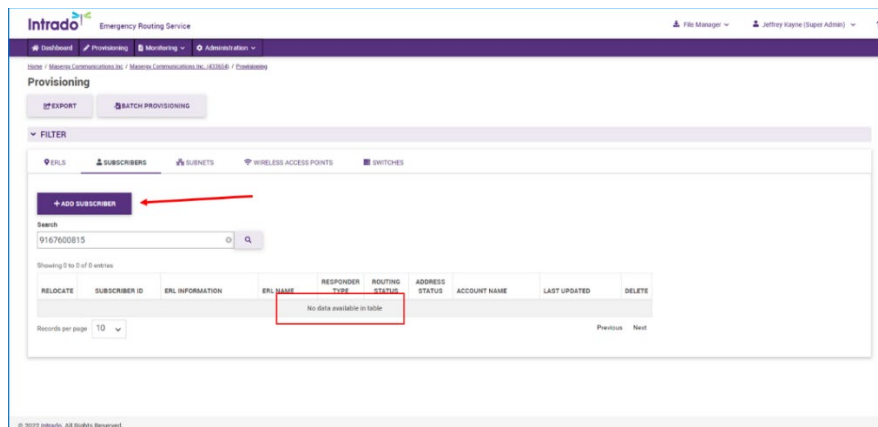 Intrado Emergency Routing Service File Manager Jeffrey Kayne (Super Admin)
Dashboard Provisioning Monitoring Administration
Home / Masergy Communications Inc / Masergy Communications Inc. (433654) / Provisioning
Provisioning
EXPORT BATCH PROVISIONING
FILTER
ERLS SUBSCRIBERS SUBNETS WIRELESS ACCESS POINTS SWITCHES
+ ADD SUBSCRIBER
Search
9167600815
Showing 0 to 0 of 0 entries
RELOCATE SUBSCRIBER ID ERL INFORMATION ERL NAME RESPONDER TYPE ROUTING STATUS ADDRESS STATUS ACCOUNT NAME LAST UPDATED DELETE
No data available in table
Records per page 10 Previous Next
© 2022 Intrado. All Rights Reserved.